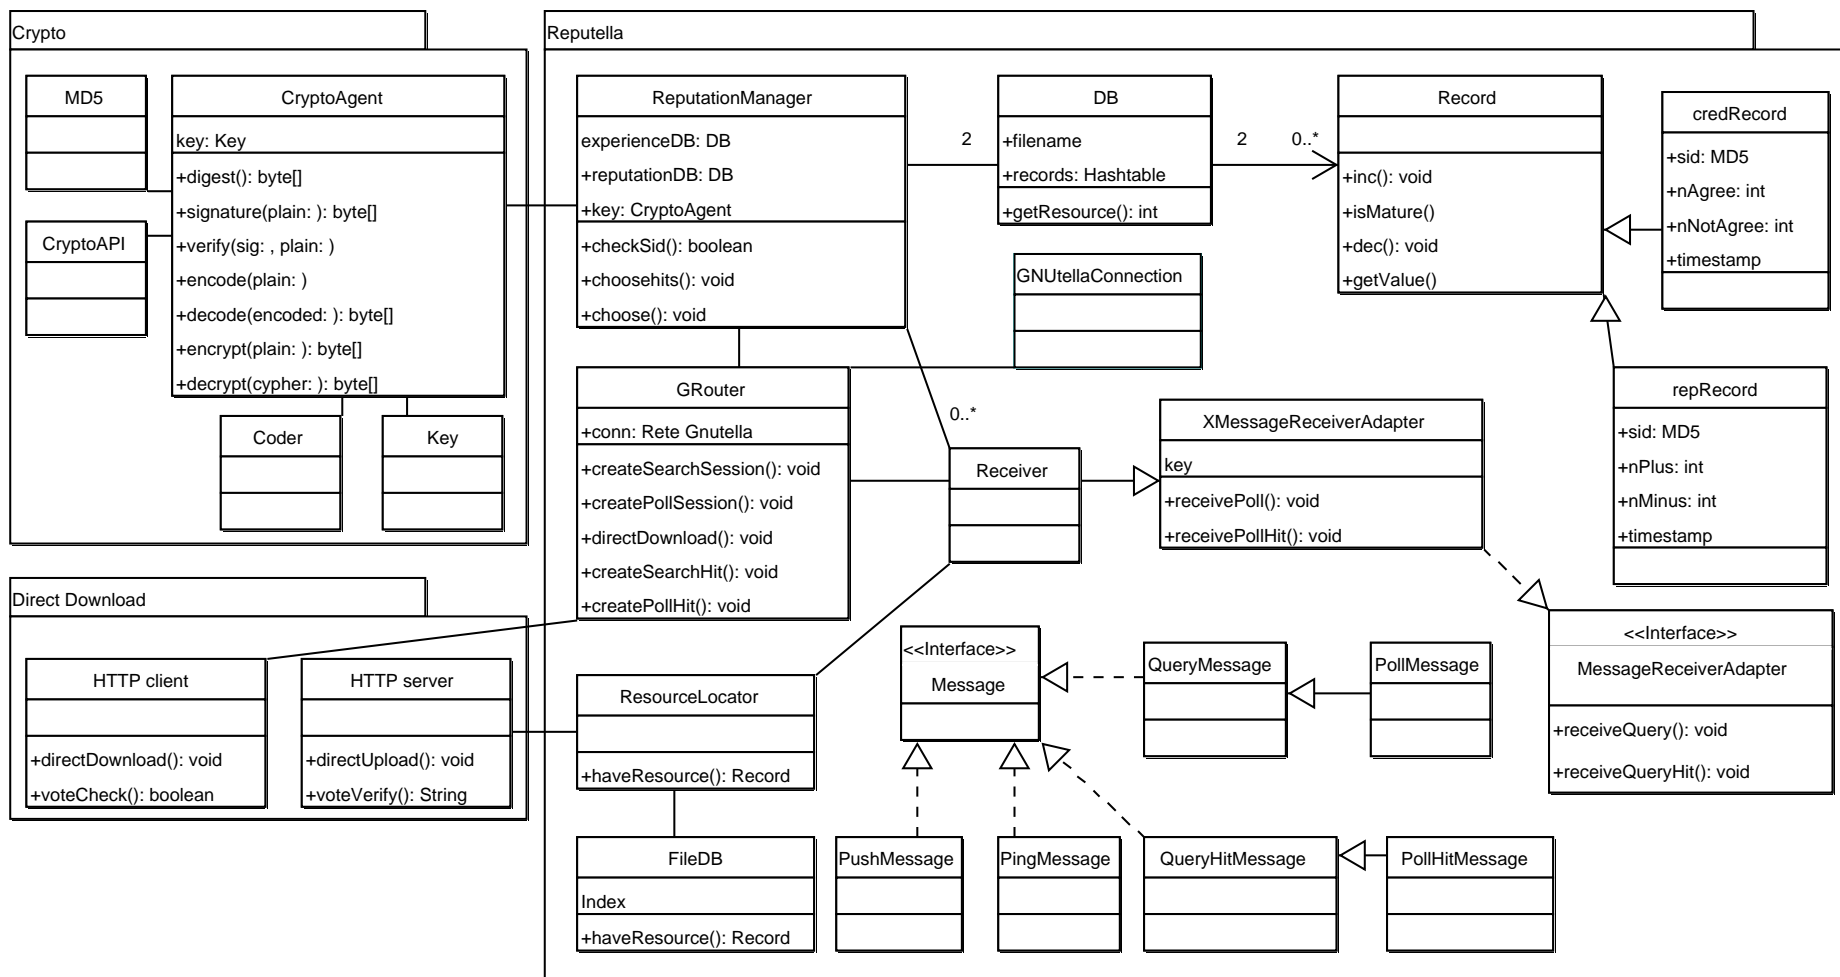 Crypto
MD5
CryptoAgent
key: Key
+digest(): byte[]
+signature(plain: ): byte[]
+verify(sig: , plain: )
+encode(plain: )
+decode(encoded: ): byte[]
+encrypt(plain: ): byte[]
+decrypt(cypher: ): byte[]
CryptoAPI
Coder
Key
Direct Download
HTTP client
+directDownload(): void
+voteCheck(): boolean
HTTP server
+directUpload(): void
+voteVerify(): String
Reputella
ReputationManager
experienceDB: DB
+reputationDB: DB
+key: CryptoAgent
+checkSid(): boolean
+choosehits(): void
+choose(): void
2
DB
+filename
+records: Hashtable
+getResource(): int
2
0..*
Record
+inc(): void
+isMature()
+dec(): void
+getValue()
credRecord
+sid: MD5
+nAgree: int
+nNotAgree: int
+timestamp
GNUtellaConnection
GRouter
+conn: Rete Gnutella
+createSearchSession(): void
+createPollSession(): void
+directDownload(): void
+createSearchHit(): void
+createPollHit(): void
0..*
Receiver
XMessageReceiverAdapter
key
+receivePoll(): void
+receivePollHit(): void
repRecord
+sid: MD5
+nPlus: int
+nMinus: int
+timestamp
<<Interface>>
MessageReceiverAdapter
+receiveQuery(): void
+receiveQueryHit(): void
<<Interface>>
Message
QueryMessage
PollMessage
ResourceLocator
+haveResource(): Record
FileDB
Index
+haveResource(): Record
PushMessage
PingMessage
QueryHitMessage
PollHitMessage